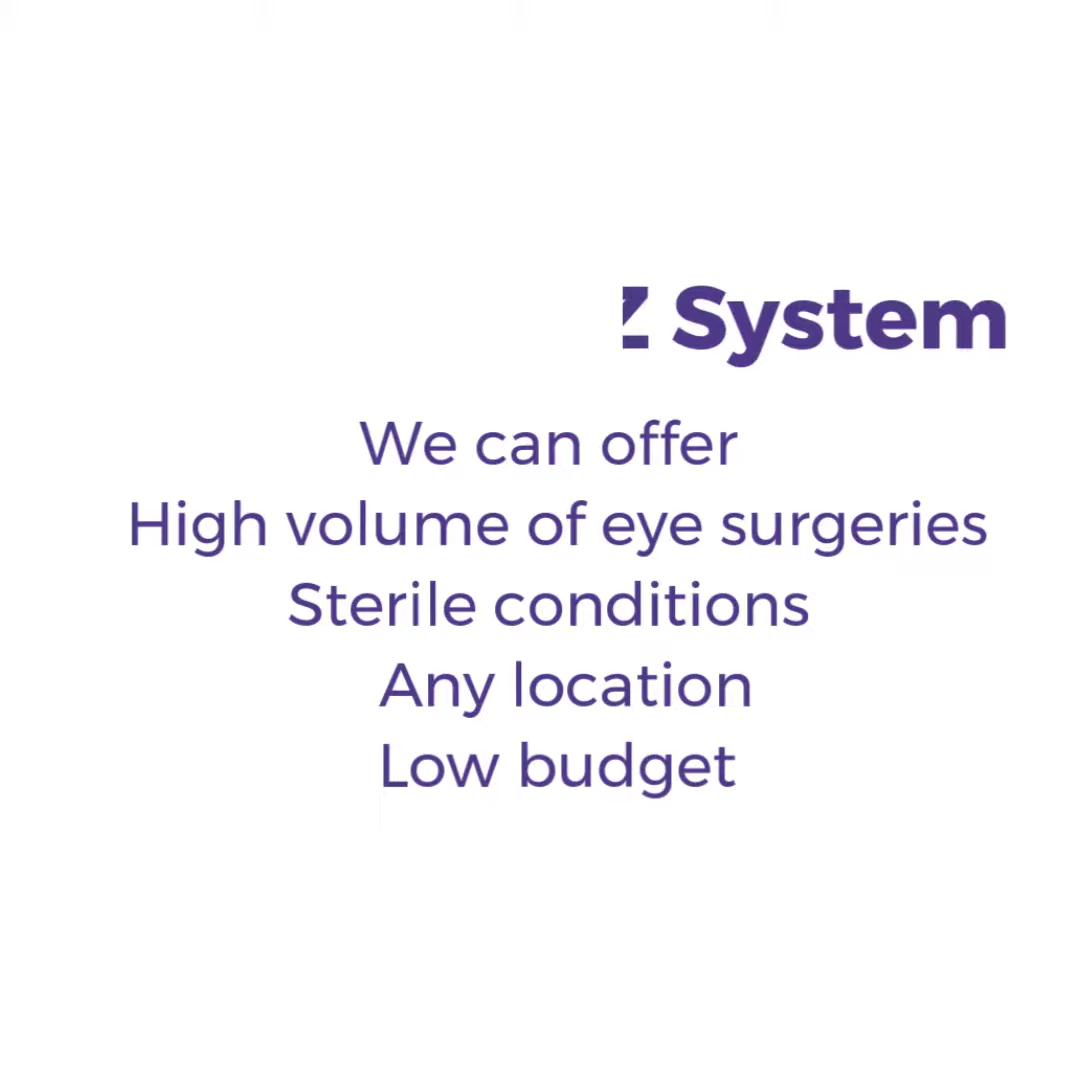 System
We can offer
High volume of eye surgeries
Sterile conditions
Any location
Low budget